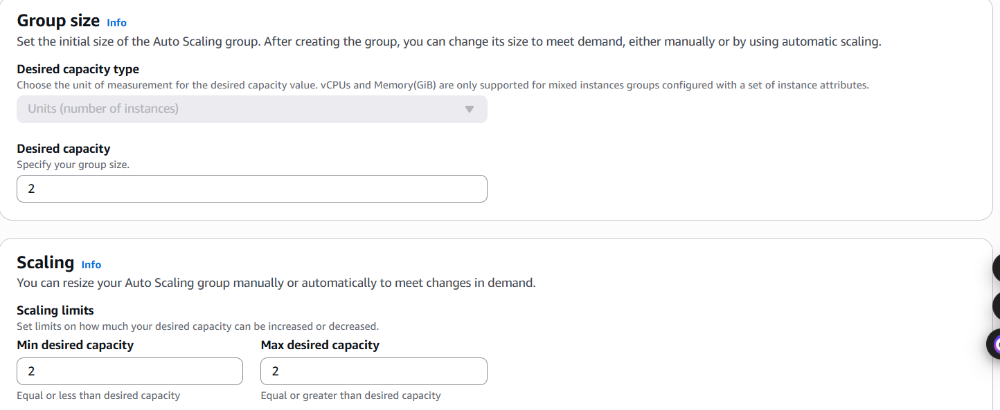 Group size Info
Set the initial size of the Auto Scaling group. After creating the group, you can change its size to meet demand, either manually or by using automatic scaling.
Desired capacity type
Choose the unit of measurement for the desired capacity value. vCPUs and Memory(GiB) are only supported for mixed instances groups configured with a set of instance attributes.
Units (number of instances)
Desired capacity
Specify your group size.
2
Scaling Info
You can resize your Auto Scaling group manually or automatically to meet changes in demand.
Scaling limits
Set limits on how much your desired capacity can be increased or decreased.
Min desired capacity Max desired capacity
2 2
Equal or less than desired capacity Equal or greater than desired capacity